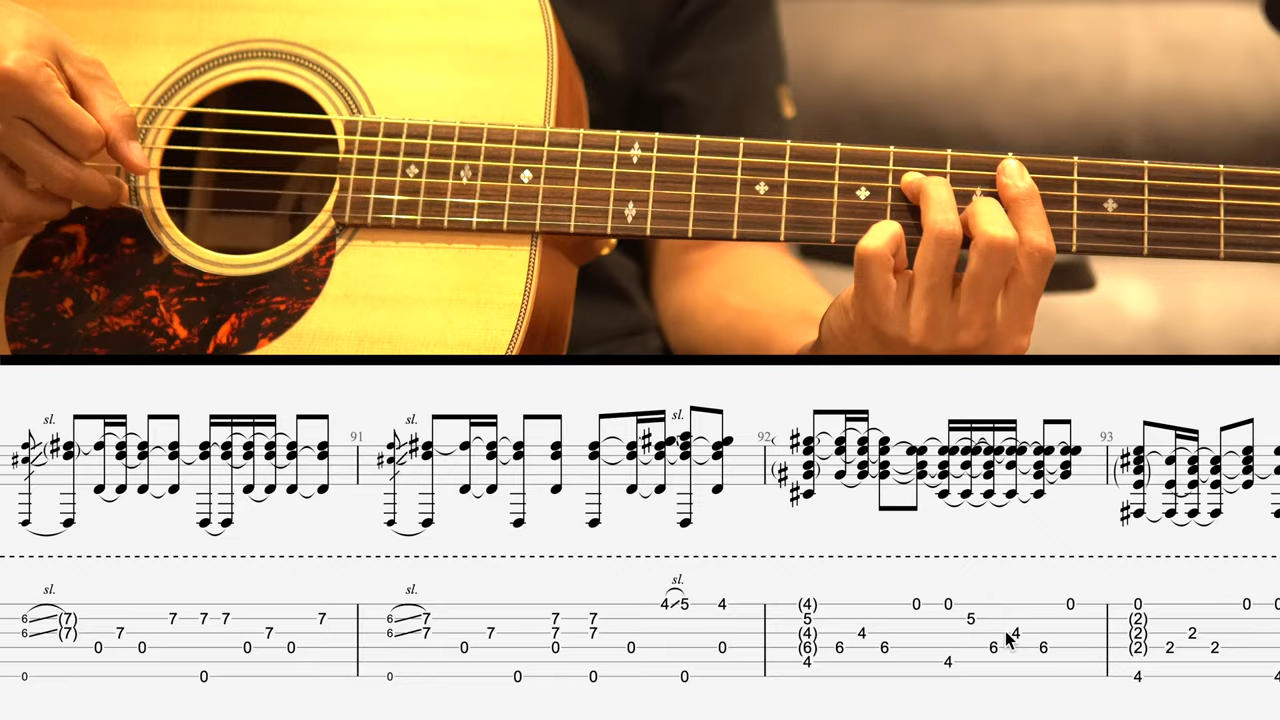 sl. sl. sl.
91 92 93
sl. sl. sl.
(4) 0 0 0 0 0 0
4 5 4
6 (7) 7 7 7 7 6 7 7 7 5 5 (2)
6 (7) 7 7 6 7 7 7 7 (4) 4 4 (2) 2
0 0 0 0 0 0 0 0 (6) 6 6 6 6 (2) 2 2
4 4
0 0 0 0 0 0 4 4